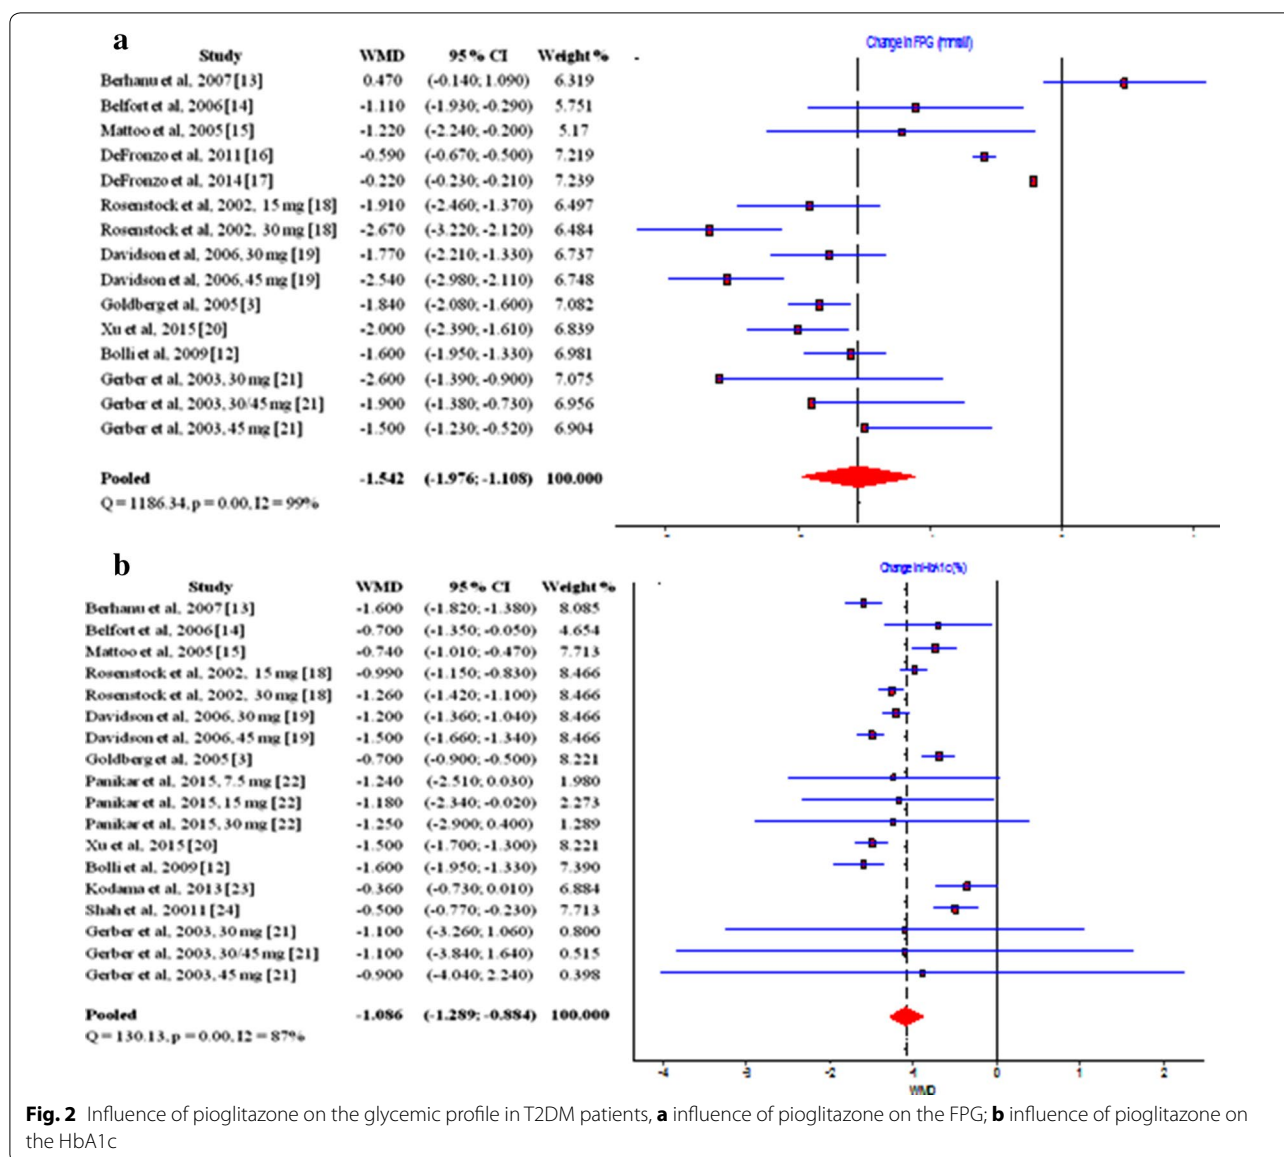 a
Study WMD 95% CI Weight % Change in FPG (mmol/l)
Berhanu et al, 2007 [13] 0.470 (-0.140; 1.090) 6.319
Belfort et al, 2006 [14] -1.110 (-1.930; -0.290) 5.751
Mattoo et al, 2005 [15] -1.220 (-2.240; -0.200) 5.17
DeFronzo et al, 2011 [16] -0.590 (-0.670; -0.500) 7.219
DeFronzo et al, 2014 [17] -0.220 (-0.230; -0.210) 7.239
Rosenstock et al, 2002, 15 mg [18] -1.910 (-2.460; -1.370) 6.497
Rosenstock et al, 2002, 30 mg [18] -2.670 (-3.220; -2.120) 6.484
Davidson et al, 2006, 30 mg [19] -1.770 (-2.210; -1.330) 6.737
Davidson et al, 2006, 45 mg [19] -2.540 (-2.980; -2.110) 6.748
Goldberg et al, 2005 [3] -1.840 (-2.080; -1.600) 7.082
Xu et al, 2015 [20] -2.000 (-2.390; -1.610) 6.839
Bolli et al, 2009 [12] -1.600 (-1.950; -1.330) 6.981
Gerber et al, 2003, 30 mg [21] -2.600 (-1.390; -0.900) 7.075
Gerber et al, 2003, 30/45 mg [21] -1.900 (-1.380; -0.730) 6.956
Gerber et al, 2003, 45 mg [21] -1.500 (-1.230; -0.520) 6.904
Pooled -1.542 (-1.976; -1.108) 100.000
Q = 1186.34, p = 0.00, I2 = 99%
b
Study WMD 95% CI Weight % Change in HbA1c(%)
Berhanu et al, 2007 [13] -1.600 (-1.820; -1.380) 8.085
Belfort et al, 2006 [14] -0.700 (-1.350; -0.050) 4.654
Mattoo et al, 2005 [15] -0.740 (-1.010; -0.470) 7.713
Rosenstock et al, 2002, 15 mg [18] -0.990 (-1.150; -0.830) 8.466
Rosenstock et al, 2002, 30 mg [18] -1.260 (-1.420; -1.100) 8.466
Davidson et al, 2006, 30 mg [19] -1.200 (-1.360; -1.040) 8.466
Davidson et al, 2006, 45 mg [19] -1.500 (-1.660; -1.340) 8.466
Goldberg et al, 2005 [3] -0.700 (-0.900; -0.500) 8.221
Panikar et al, 2015, 7.5 mg [22] -1.240 (-2.510; 0.030) 1.980
Panikar et al, 2015, 15 mg [22] -1.180 (-2.340; -0.020) 2.273
Panikar et al, 2015, 30 mg [22] -1.250 (-2.900; 0.400) 1.289
Xu et al, 2015 [20] -1.500 (-1.700; -1.300) 8.221
Bolli et al, 2009 [12] -1.600 (-1.950; -1.330) 7.390
Kodama et al, 2013 [23] -0.360 (-0.730; 0.010) 6.884
Shah et al, 20011 [24] -0.500 (-0.770; -0.230) 7.713
Gerber et al, 2003, 30 mg [21] -1.100 (-3.260; 1.060) 0.800
Gerber et al, 2003, 30/45 mg [21] -1.100 (-3.840; 1.640) 0.515
Gerber et al, 2003, 45 mg [21] -0.900 (-4.040; 2.240) 0.398
Pooled -1.086 (-1.289; -0.884) 100.000
Q = 130.13, p = 0.00, I2 = 87%
-4 -3 -2 -1 0 1 2
WMD
Fig. 2 Influence of pioglitazone on the glycemic profile in T2DM patients, a influence of pioglitazone on the FPG; b influence of pioglitazone on
the HbA1c